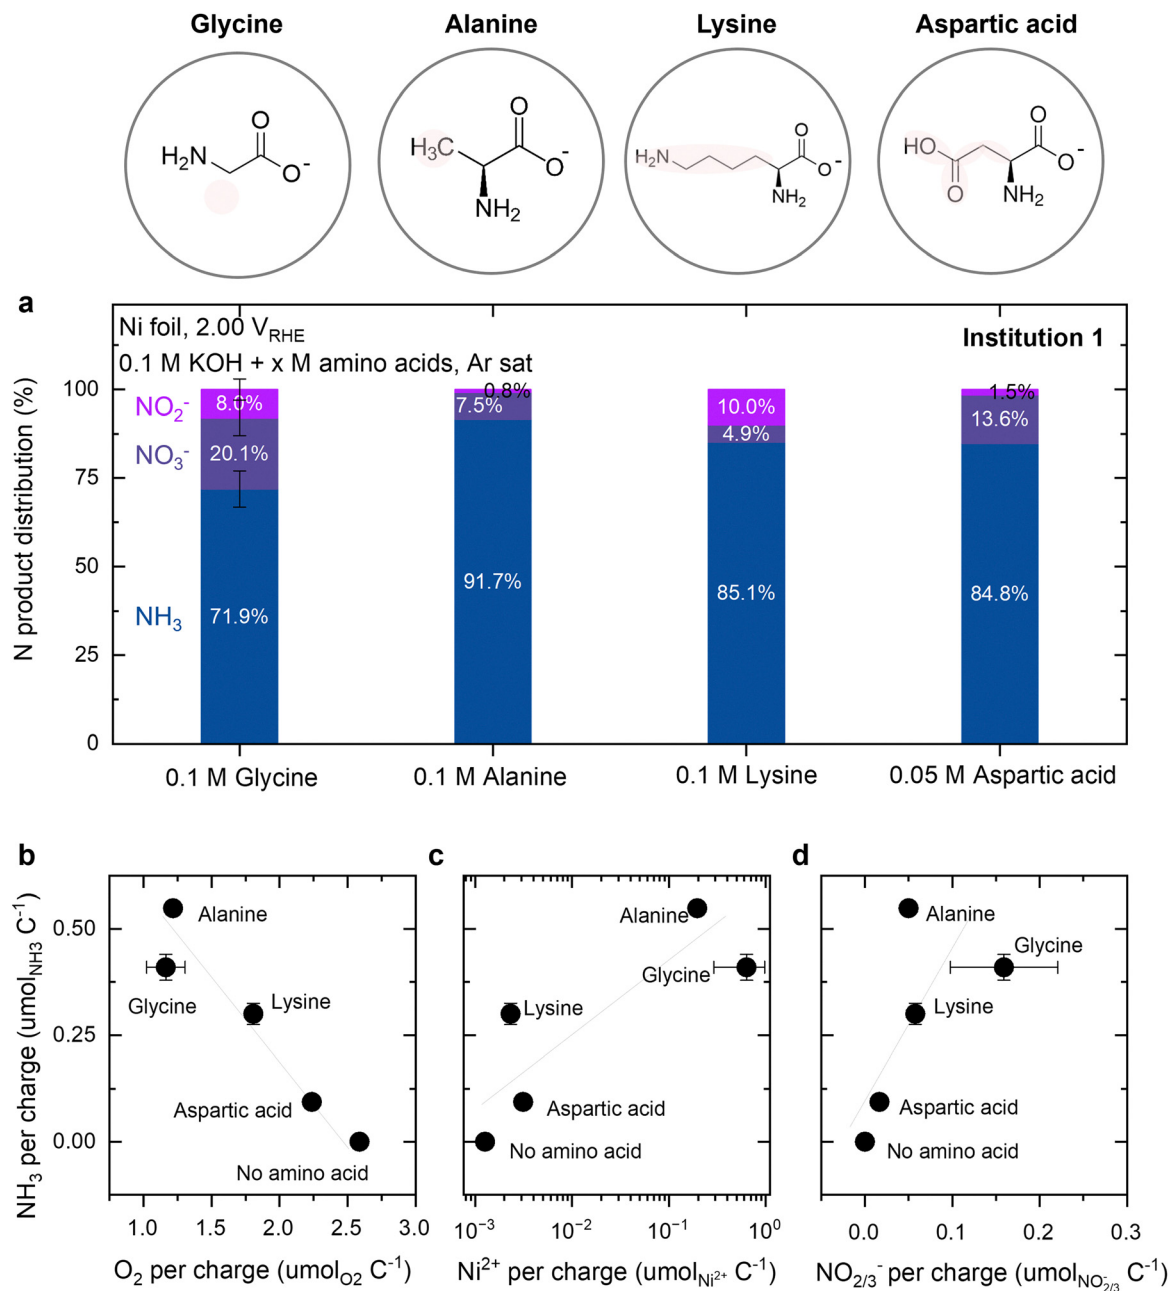 Glycine Alanine Lysine Aspartic acid
H₂N O O⁻
H₃C O O⁻ NH₂
H₂N O O⁻ NH₂
HO O O O⁻ NH₂
a
Ni foil, 2.00 V_RHE
Institution 1
0.1 M KOH + x M amino acids, Ar sat
N product distribution (%)
100
75
50
25
0
NO₂⁻ 8.0% 0.8% 10.0% 1.5%
NO₃⁻ 20.1% 7.5% 4.9% 13.6%
NH₃ 71.9% 91.7% 85.1% 84.8%
0.1 M Glycine 0.1 M Alanine 0.1 M Lysine 0.05 M Aspartic acid
b
NH₃ per charge (umol_NH3 C⁻¹)
0.50
0.25
0.00
Alanine
Glycine
Lysine
Aspartic acid
No amino acid
1.0 1.5 2.0 2.5 3.0
O₂ per charge (umol_O2 C⁻¹)
c
Alanine
Glycine
Lysine
Aspartic acid
No amino acid
10⁻³ 10⁻² 10⁻¹ 10⁰
Ni²⁺ per charge (umol_Ni²⁺ C⁻¹)
d
Alanine
Glycine
Lysine
Aspartic acid
No amino acid
0.0 0.1 0.2 0.3
NO₂/₃⁻ per charge (umol_NO₂/₃⁻ C⁻¹)